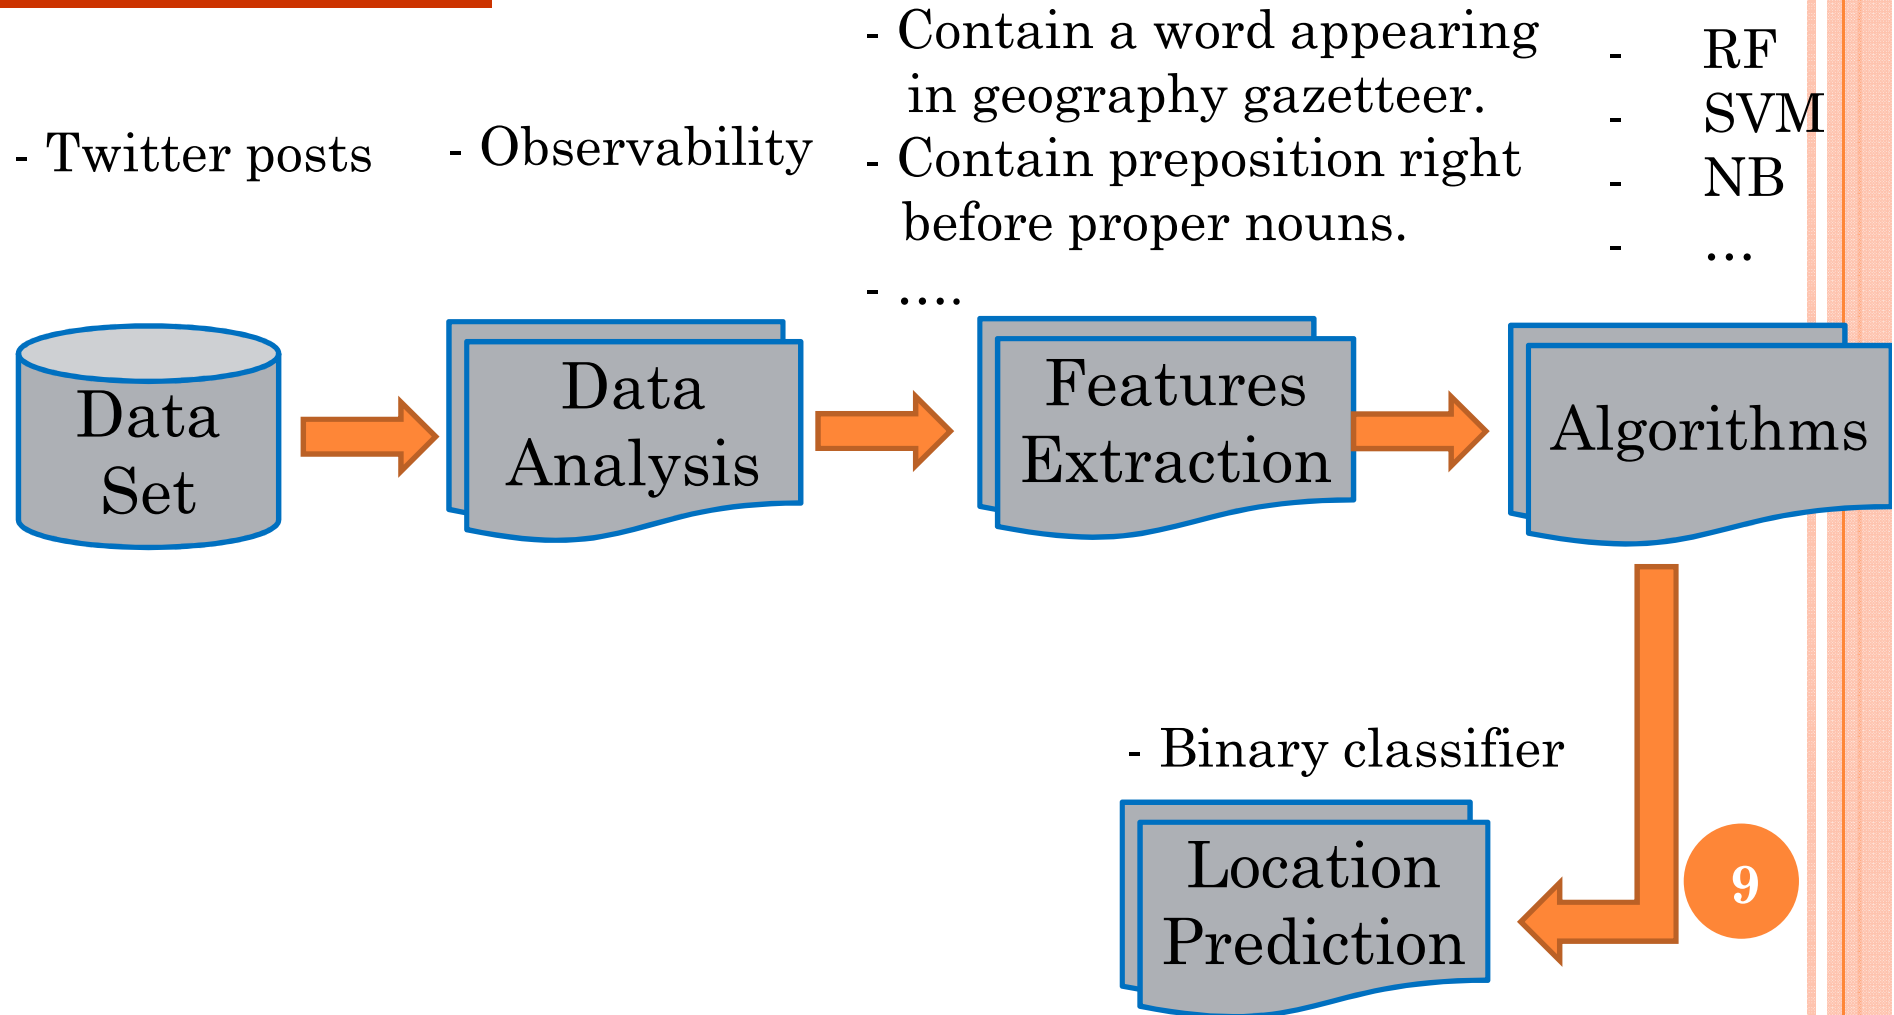 - Twitter posts
- Observability
- Contain a word appearing
in geography gazetteer.
- Contain preposition right
before proper nouns.
- ....
- RF
- SVM
- NB
- ...
Data
Set
Data
Analysis
Features
Extraction
Algorithms
- Binary classifier
Location
Prediction
9